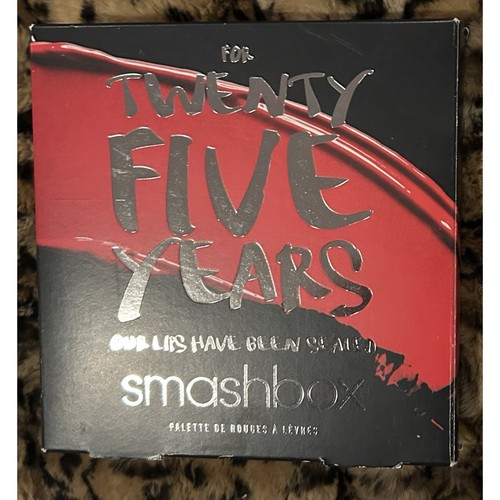 FOR
TWENTY
FIVE
YEARS
OUR LIPS HAVE BEEN SEALED
smashbox
PALETTE DE ROUGES À LÈVRES